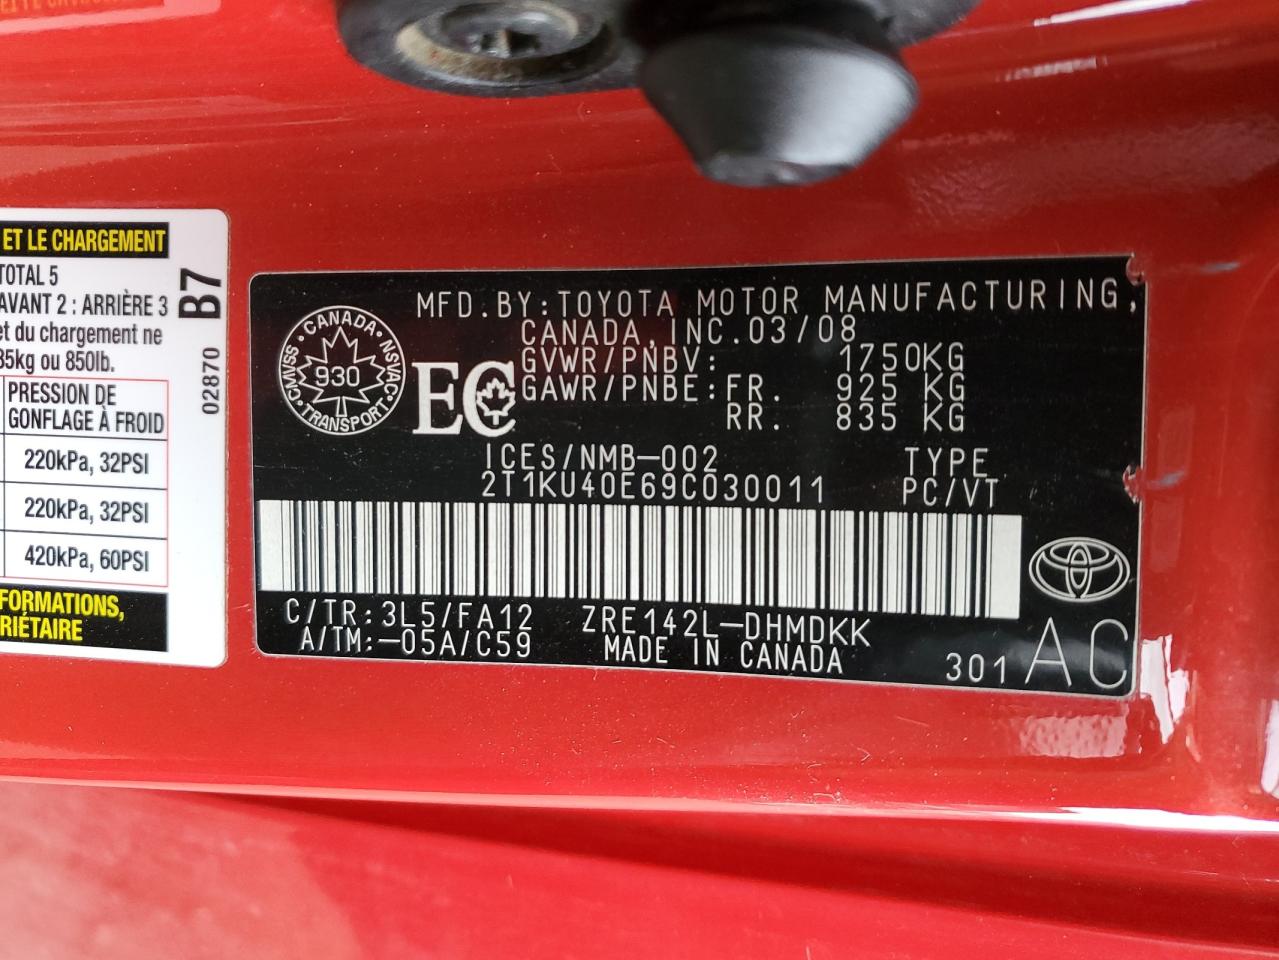 ET LE CHARGEMENT
TOTAL 5
AVANT 2 : ARRIÈRE 3
et du chargement ne
85kg ou 850lb.
PRESSION DE
GONFLAGE À FROID
220kPa, 32PSI
220kPa, 32PSI
420kPa, 60PSI
B7
02870
MFD.BY:TOYOTA MOTOR MANUFACTURING,
CANADA, INC.03/08
GVWR/PNBV: 1750KG
GAWR/PNBE:FR. 925 KG
RR. 835 KG
CANADA
CMVSS NSVAC
930
TRANSPORT
EC
ICES/NMB-002
TYPE
2T1KU40E69C030011
PC/VT
C/TR:3L5/FA12 ZRE142L-DHMDKK
A/TM:-05A/C59 MADE IN CANADA
301 AC